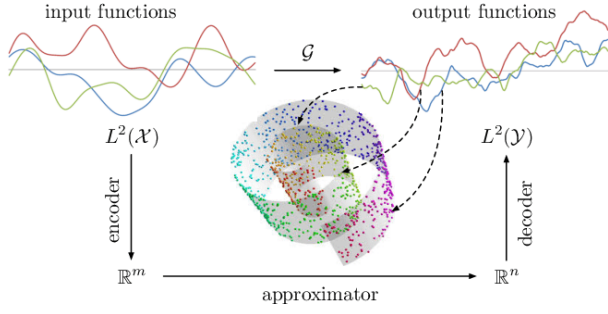 input functions
output functions
𝒢
L²(𝒳)
L²(𝒴)
encoder
decoder
ℝᵐ
ℝⁿ
approximator